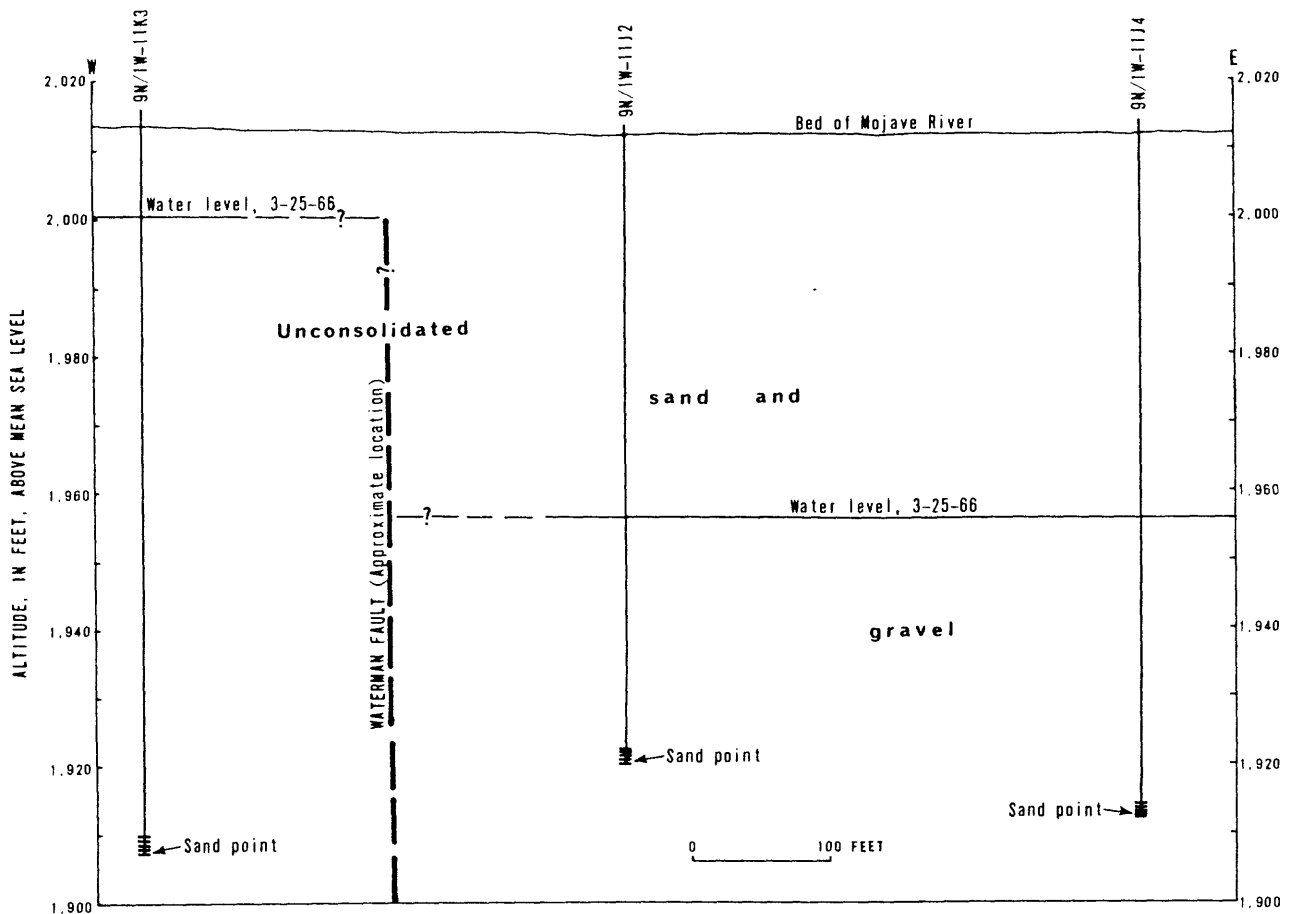 9N/1W-11K3
9N/1W-11J2
9N/1W-11J4
W
E
2,020
2,020
Bed of Mojave River
Water level, 3-25-66
?
2,000
2,000
?
Unconsolidated
1,980
1,980
sand and
ALTITUDE, IN FEET, ABOVE MEAN SEA LEVEL
WATERMAN FAULT (Approximate location)
1,960
1,960
Water level, 3-25-66
?
1,940
1,940
gravel
1,920
1,920
Sand point
Sand point
Sand point
0 100 FEET
1,900
1,900